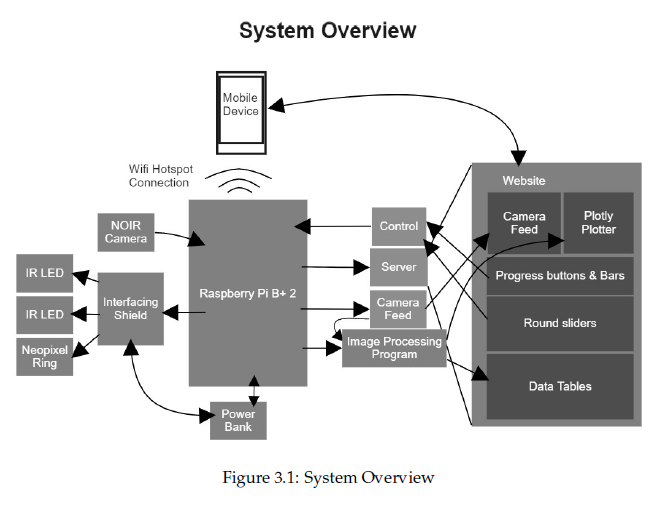 System Overview
Mobile
Device
Wifi Hotspot
Connection
Website
NOIR
Camera
Control
Camera
Feed
Plotly
Plotter
IR LED
Interfacing
Shield
Raspberry Pi B+ 2
Server
Progress buttons & Bars
IR LED
Camera
Feed
Round sliders
Neopixel
Ring
Image Processing
Program
Data Tables
Power
Bank
Figure 3.1: System Overview